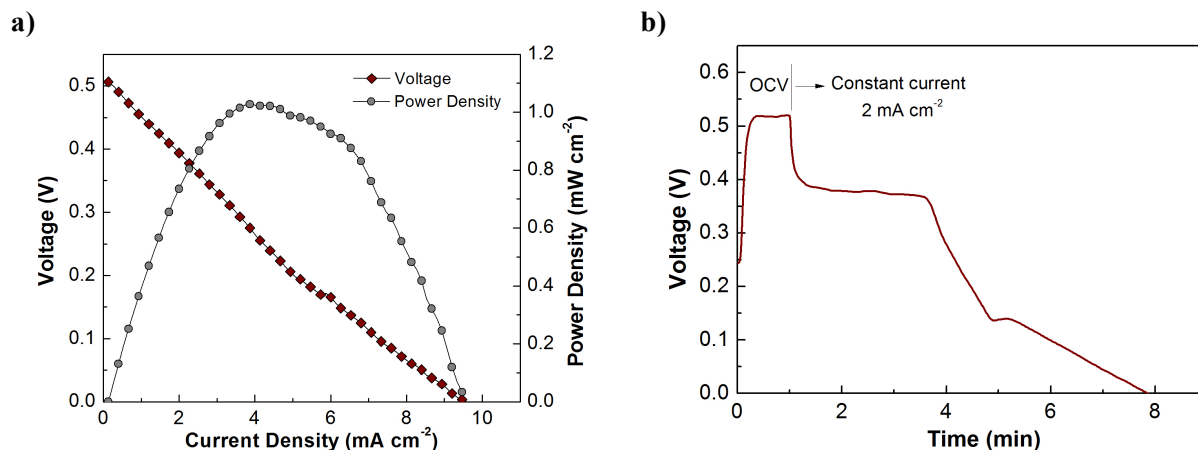 a)
Voltage (V)
0.5
0.4
0.3
0.2
0.1
0.0
Voltage
Power Density
1.2
1.0
0.8
0.6
0.4
0.2
0.0
Power Density (mW cm-2)
0 2 4 6 8 10
Current Density (mA cm-2)
b)
Voltage (V)
0.6
0.5
0.4
0.3
0.2
0.1
0.0
OCV Constant current
2 mA cm-2
0 2 4 6 8
Time (min)